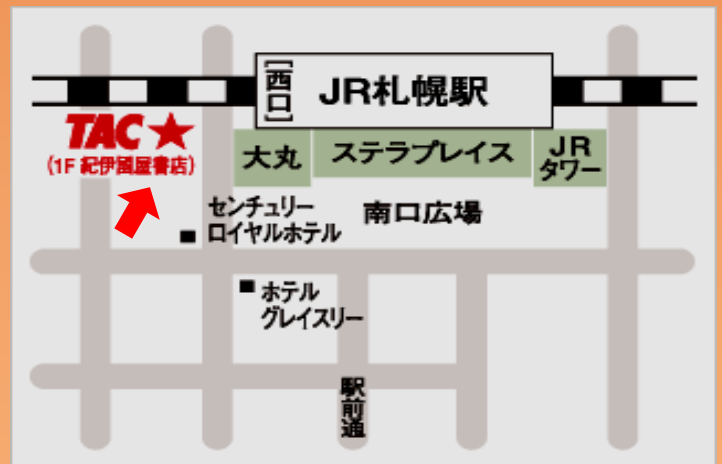 [西口]
JR札幌駅
TAC★
(1F 紀伊國屋書店)
大丸
ステラプレイス
JR
タワー
センチュリー
ロイヤルホテル
南口広場
ホテル
グレイスリー
駅前通